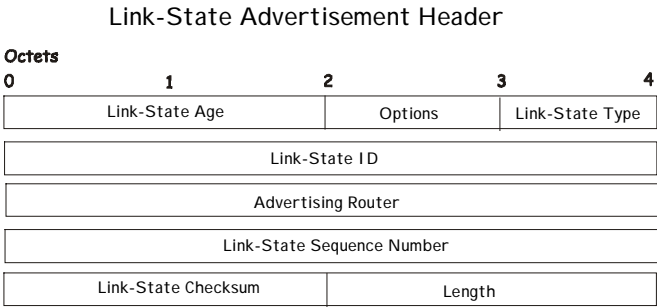 Link-State Advertisement Header
Octets
0 1 2 3 4
Link-State Age Options Link-State Type
Link-State ID
Advertising Router
Link-State Sequence Number
Link-State Checksum Length